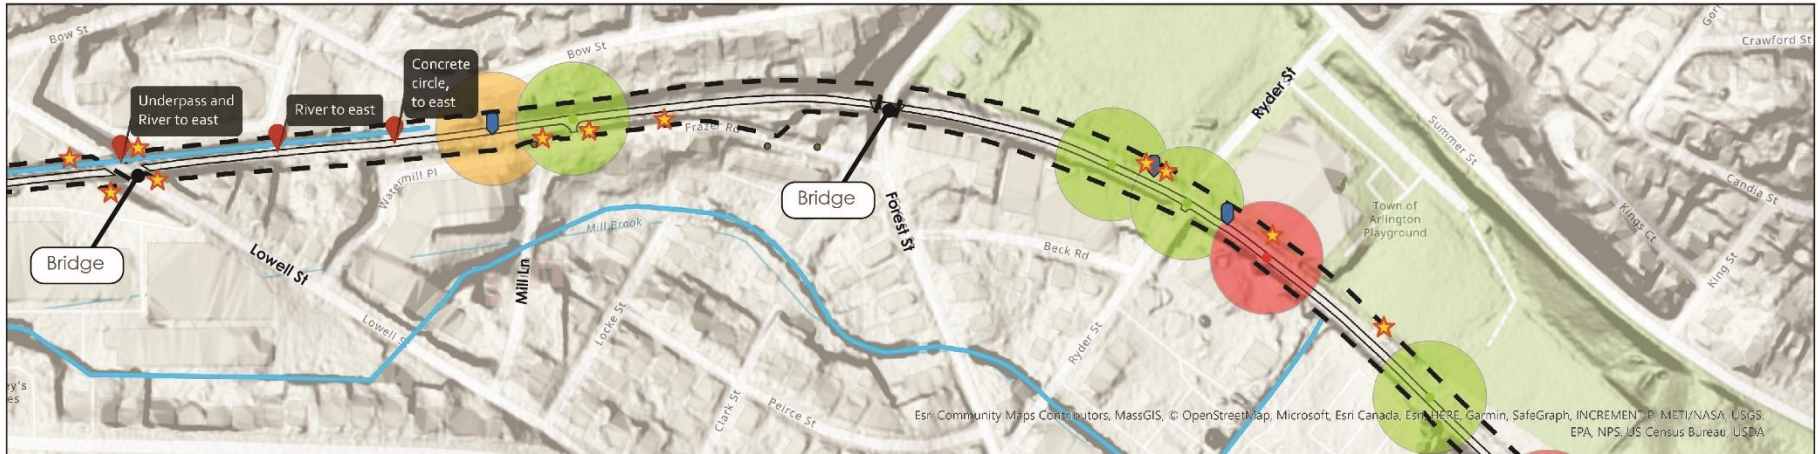 Bow St
Bow St
Gor
Crawford St
Concrete
circle,
to east
Underpass and
River to east
River to east
Ryder St
Summer St
Frazer Rd
Watermill Pl
Candia St
Bridge
Bridge
Kings Ct
King St
Town of
Arlington
Playground
Mill Brook
Forest St
Beck Rd
Lowell St
Mill Ln
Lowell S
Locke St
Ryder St
ey's
es
Clark St
Peirce St
Esri Community Maps Contributors, MassGIS, © OpenStreetMap, Microsoft, Esri Canada, Esri, HERE, Garmin, SafeGraph, INCREMENT P, METI/NASA, USGS,
EPA, NPS, US Census Bureau, USDA